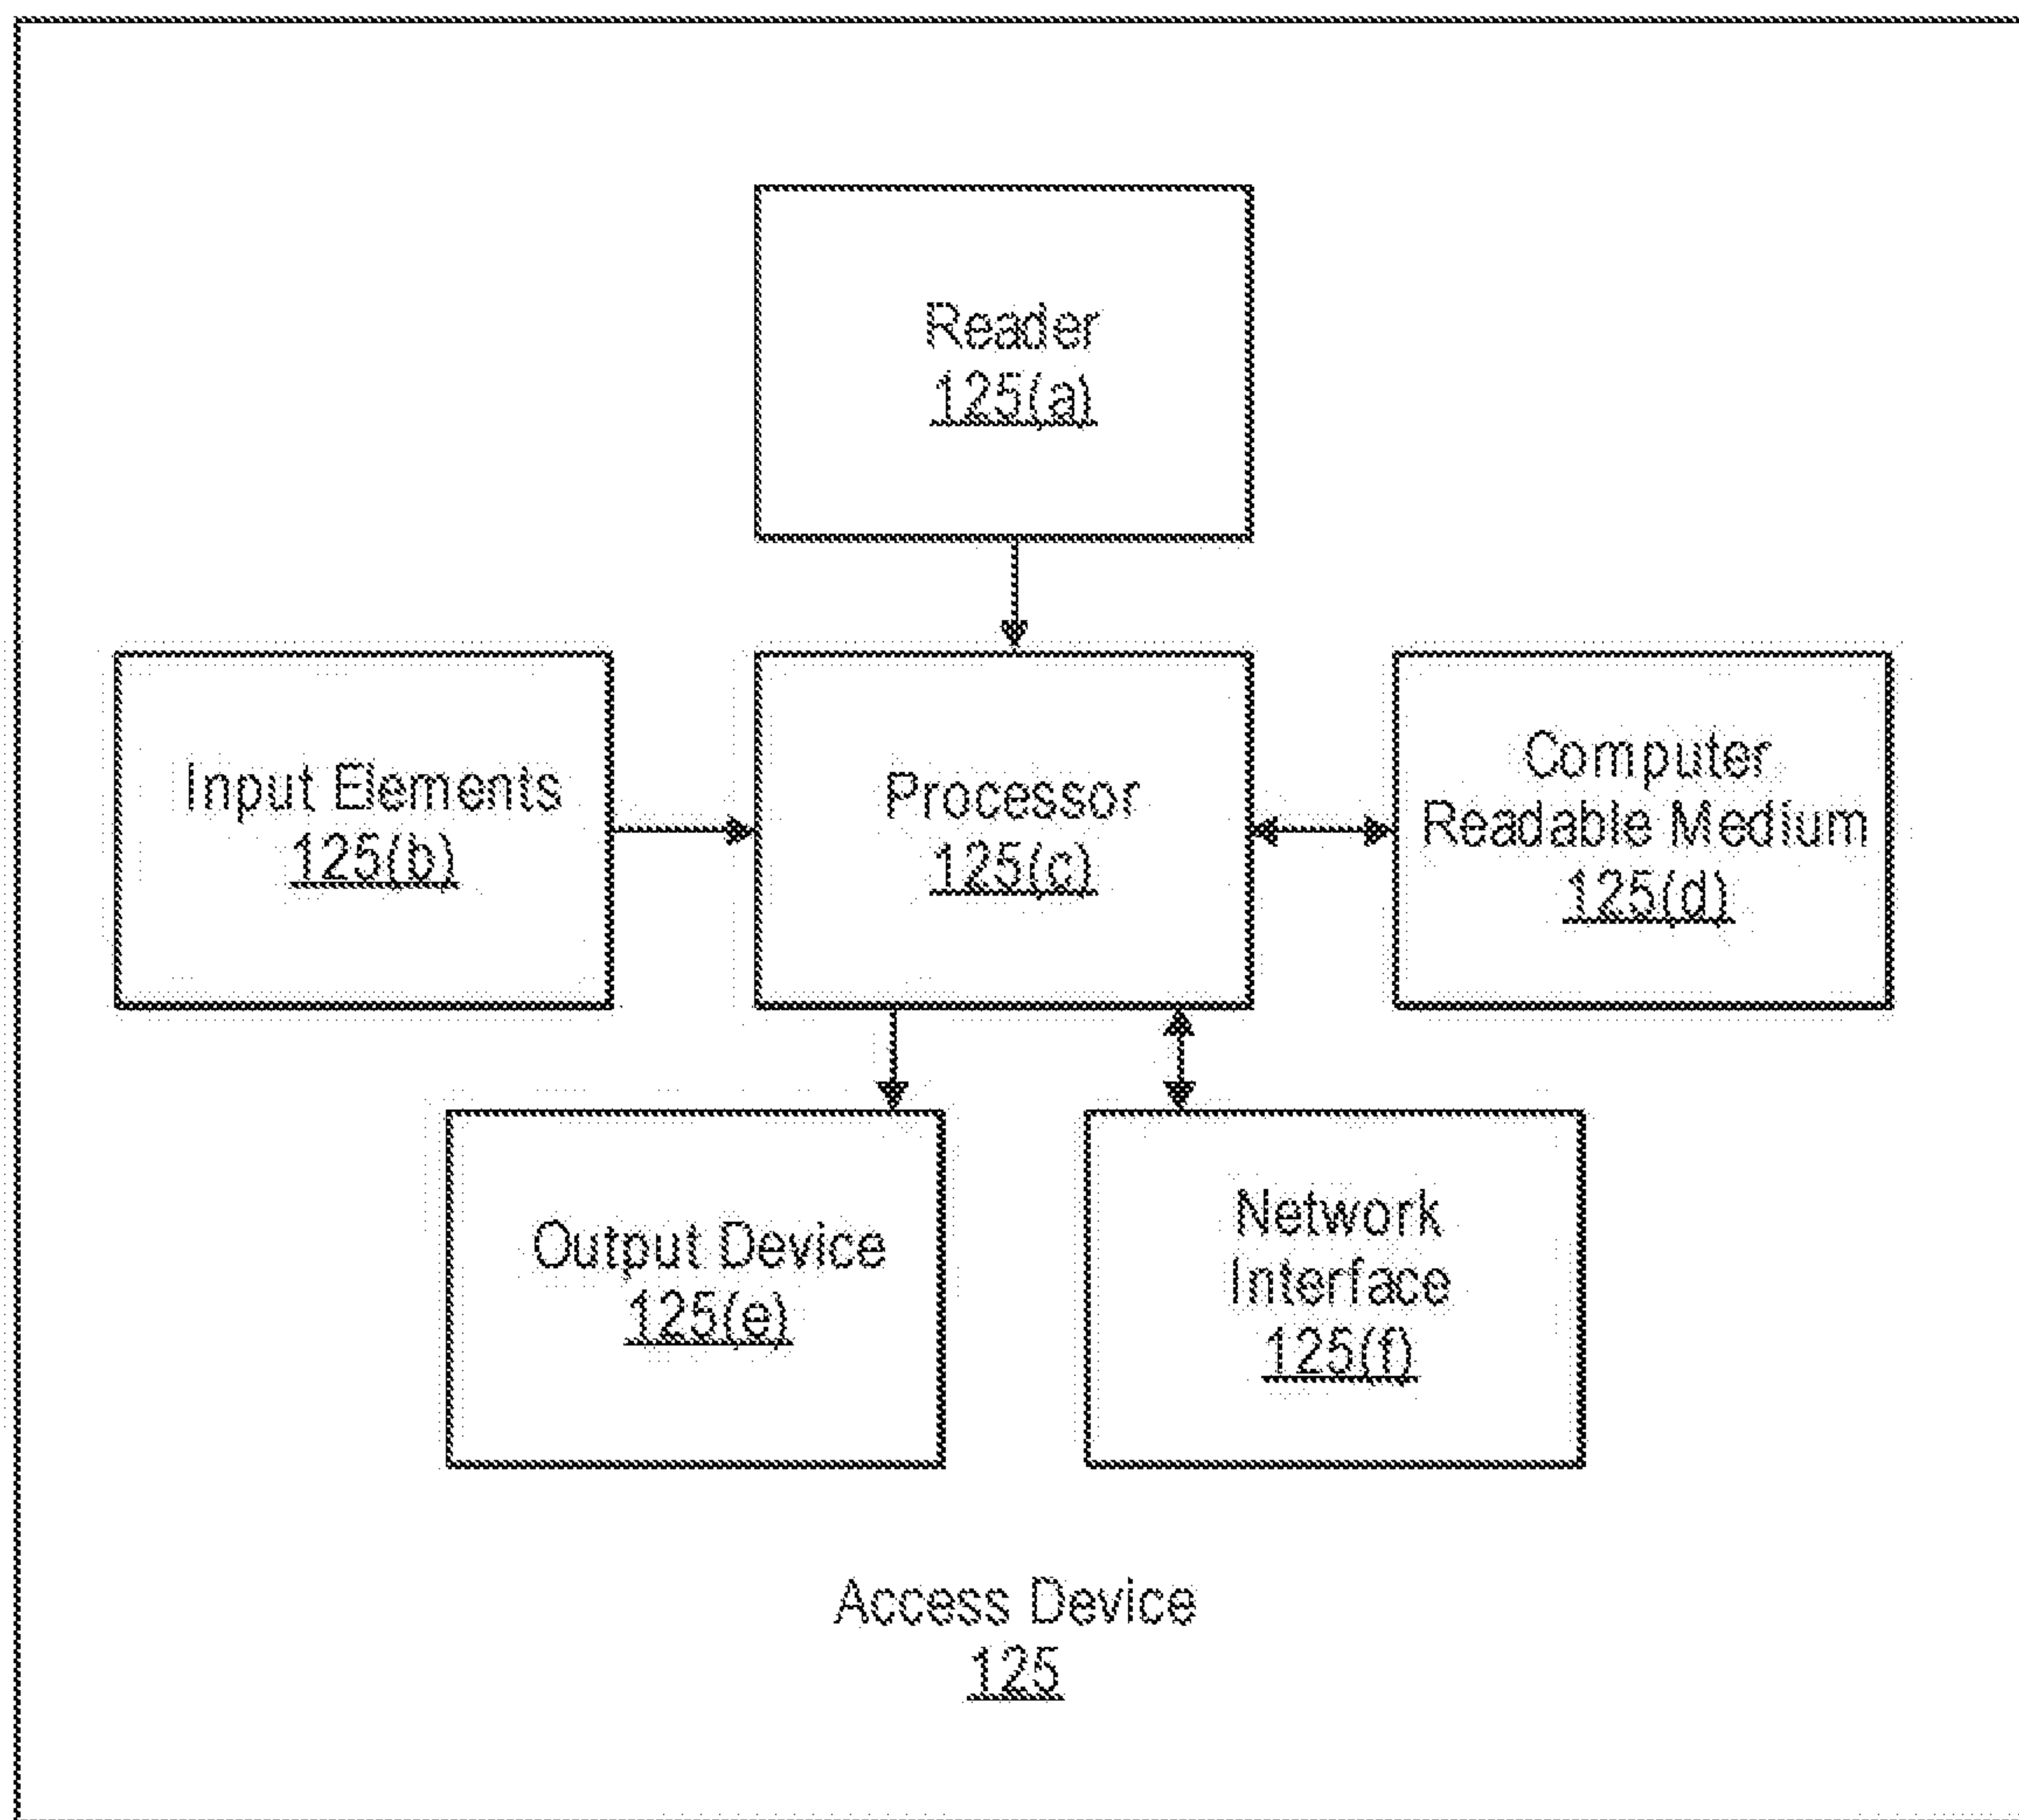 Reader
125(a)
Input Elements
125(b)
Processor
125(c)
Computer
Readable Medium
125(d)
Output Device
125(e)
Network
Interface
125(f)
Access Device
125